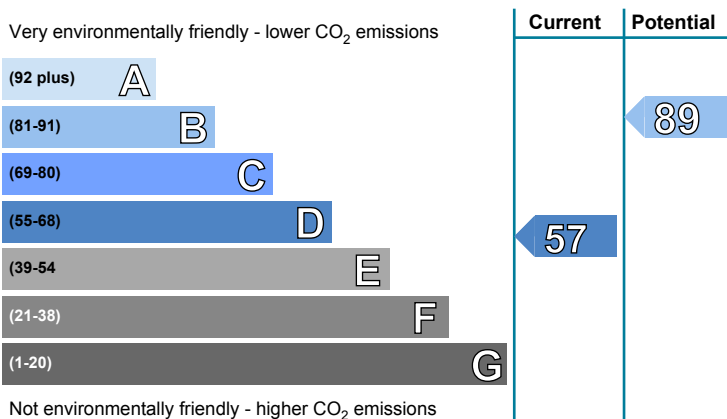 Very environmentally friendly - lower CO₂ emissions
Current
Potential
(92 plus) A
(81-91) B
89
(69-80) C
(55-68) D
57
(39-54 E
(21-38) F
(1-20) G
Not environmentally friendly - higher CO₂ emissions